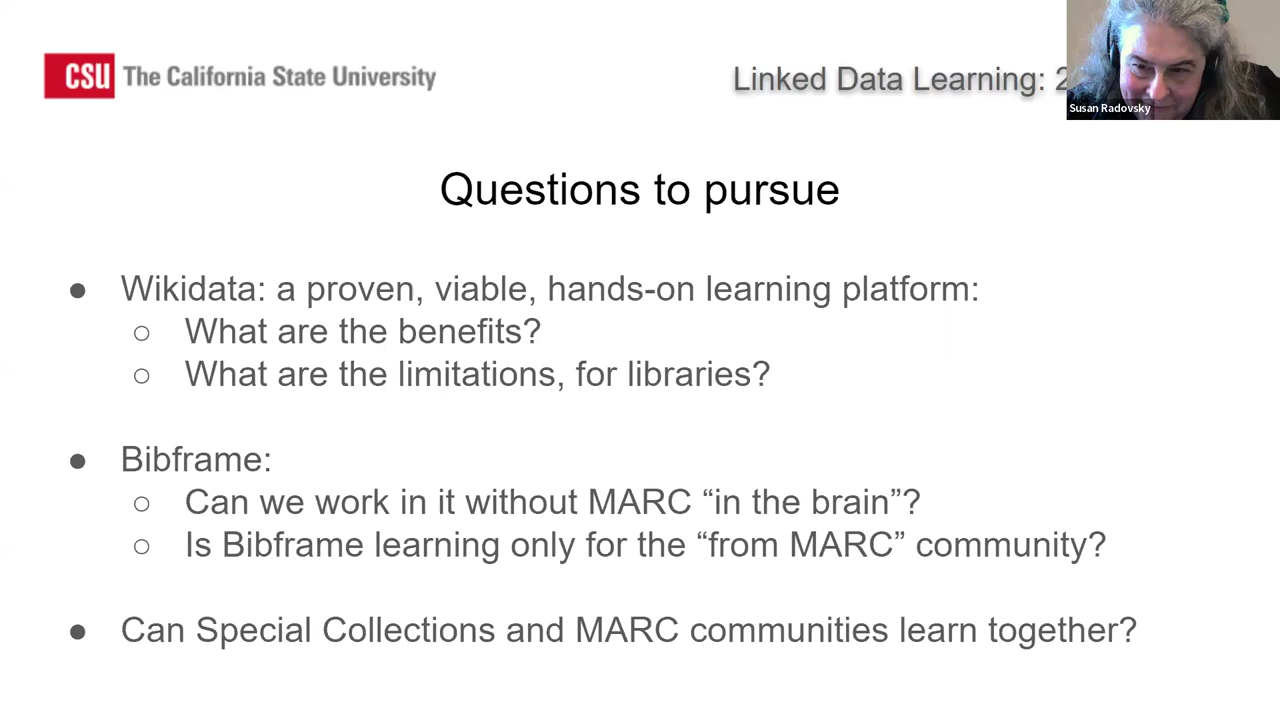 CSU The California State University
Linked Data Learning:
Susan Radovsky
Questions to pursue
● Wikidata: a proven, viable, hands-on learning platform:
○ What are the benefits?
○ What are the limitations, for libraries?
● Bibframe:
○ Can we work in it without MARC “in the brain”?
○ Is Bibframe learning only for the “from MARC” community?
● Can Special Collections and MARC communities learn together?